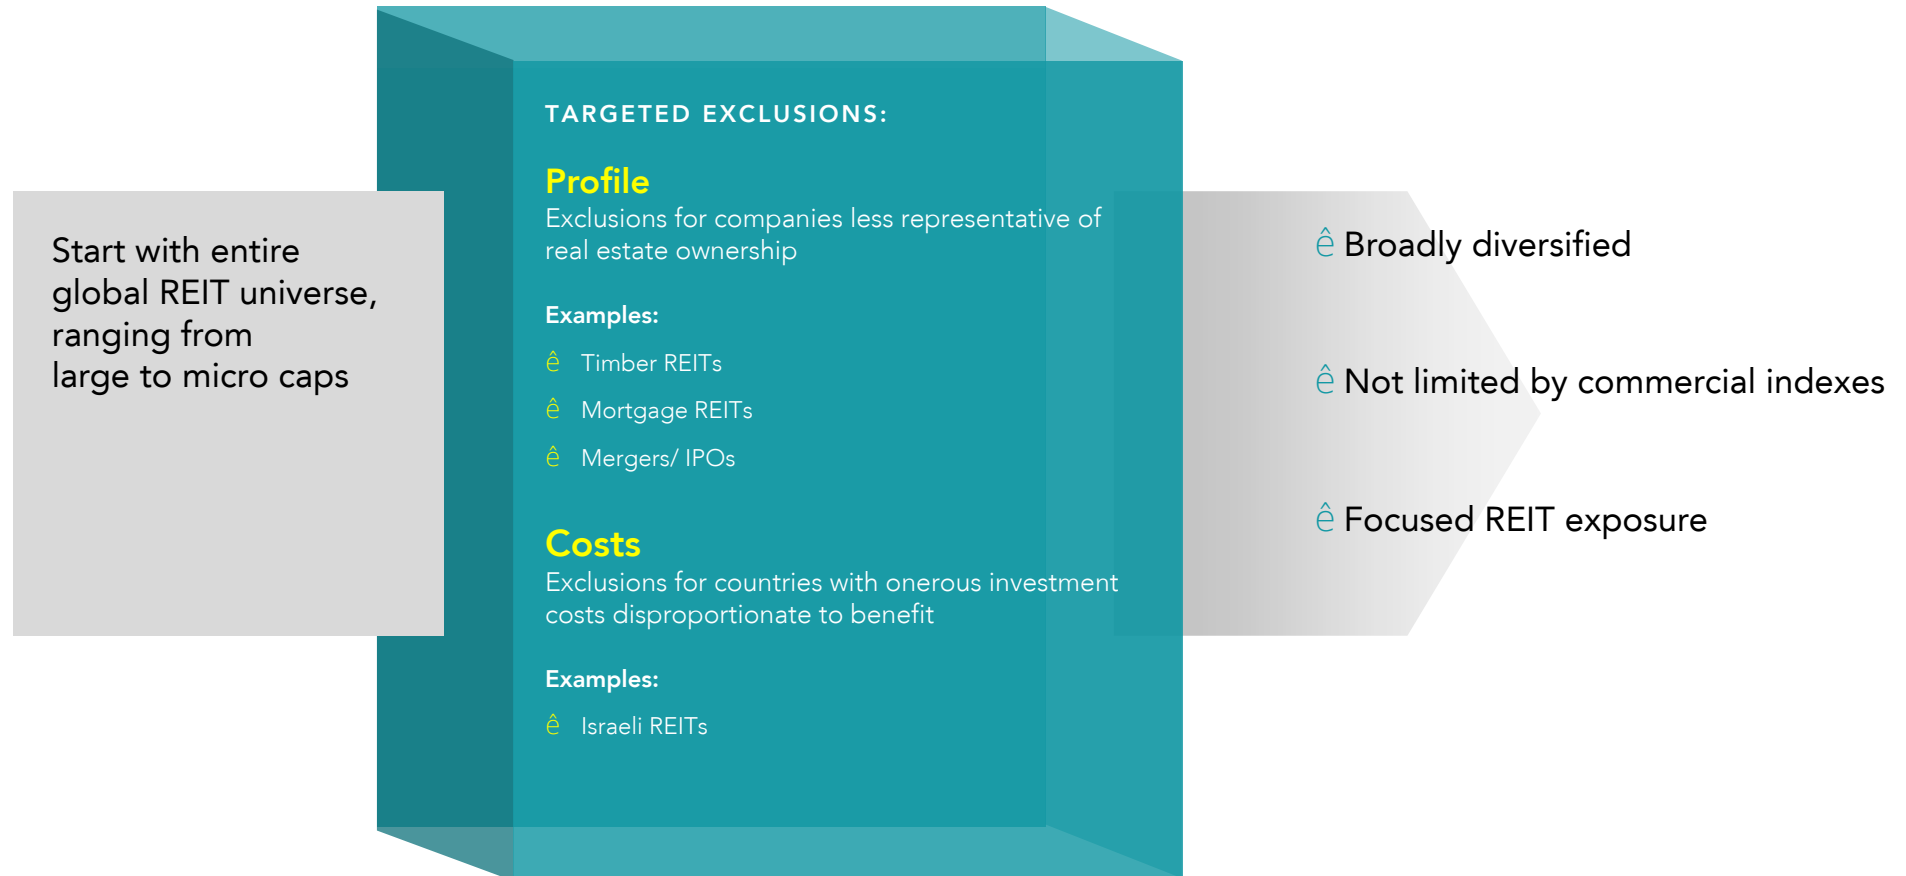 Start with entire
global REIT universe,
ranging from
large to micro caps
TARGETED EXCLUSIONS:
Profile
Exclusions for companies less representative of
real estate ownership
Examples:
ê Timber REITs
ê Mortgage REITs
ê Mergers/ IPOs
Costs
Exclusions for countries with onerous investment
costs disproportionate to benefit
Examples:
ê Israeli REITs
ê Broadly diversified
ê Not limited by commercial indexes
ê Focused REIT exposure